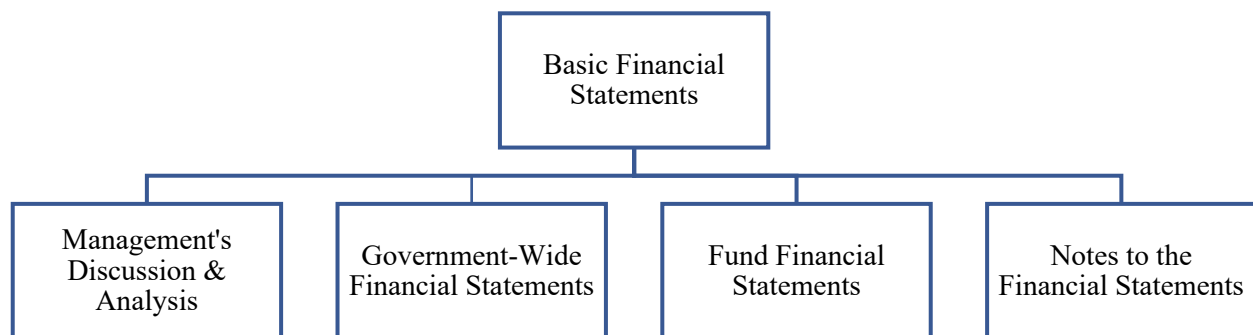 Basic Financial
Statements
Management's
Discussion &
Analysis
Government-Wide
Financial Statements
Fund Financial
Statements
Notes to the
Financial Statements